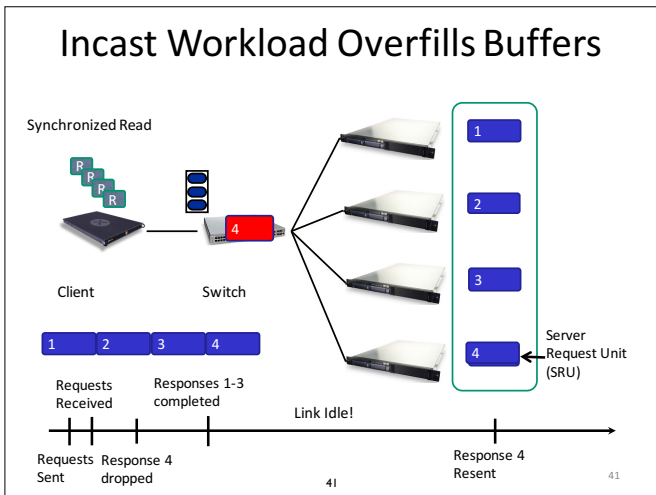 Incast Workload Overfills Buffers
Synchronized Read
R
R
R
R
4
1
2
3
4
Client
Switch
Server
Request Unit
(SRU)
1 2 3 4
Requests
Received
Responses 1-3
completed
Link Idle!
Requests
Sent
Response 4
dropped
Response 4
Resent
41
41